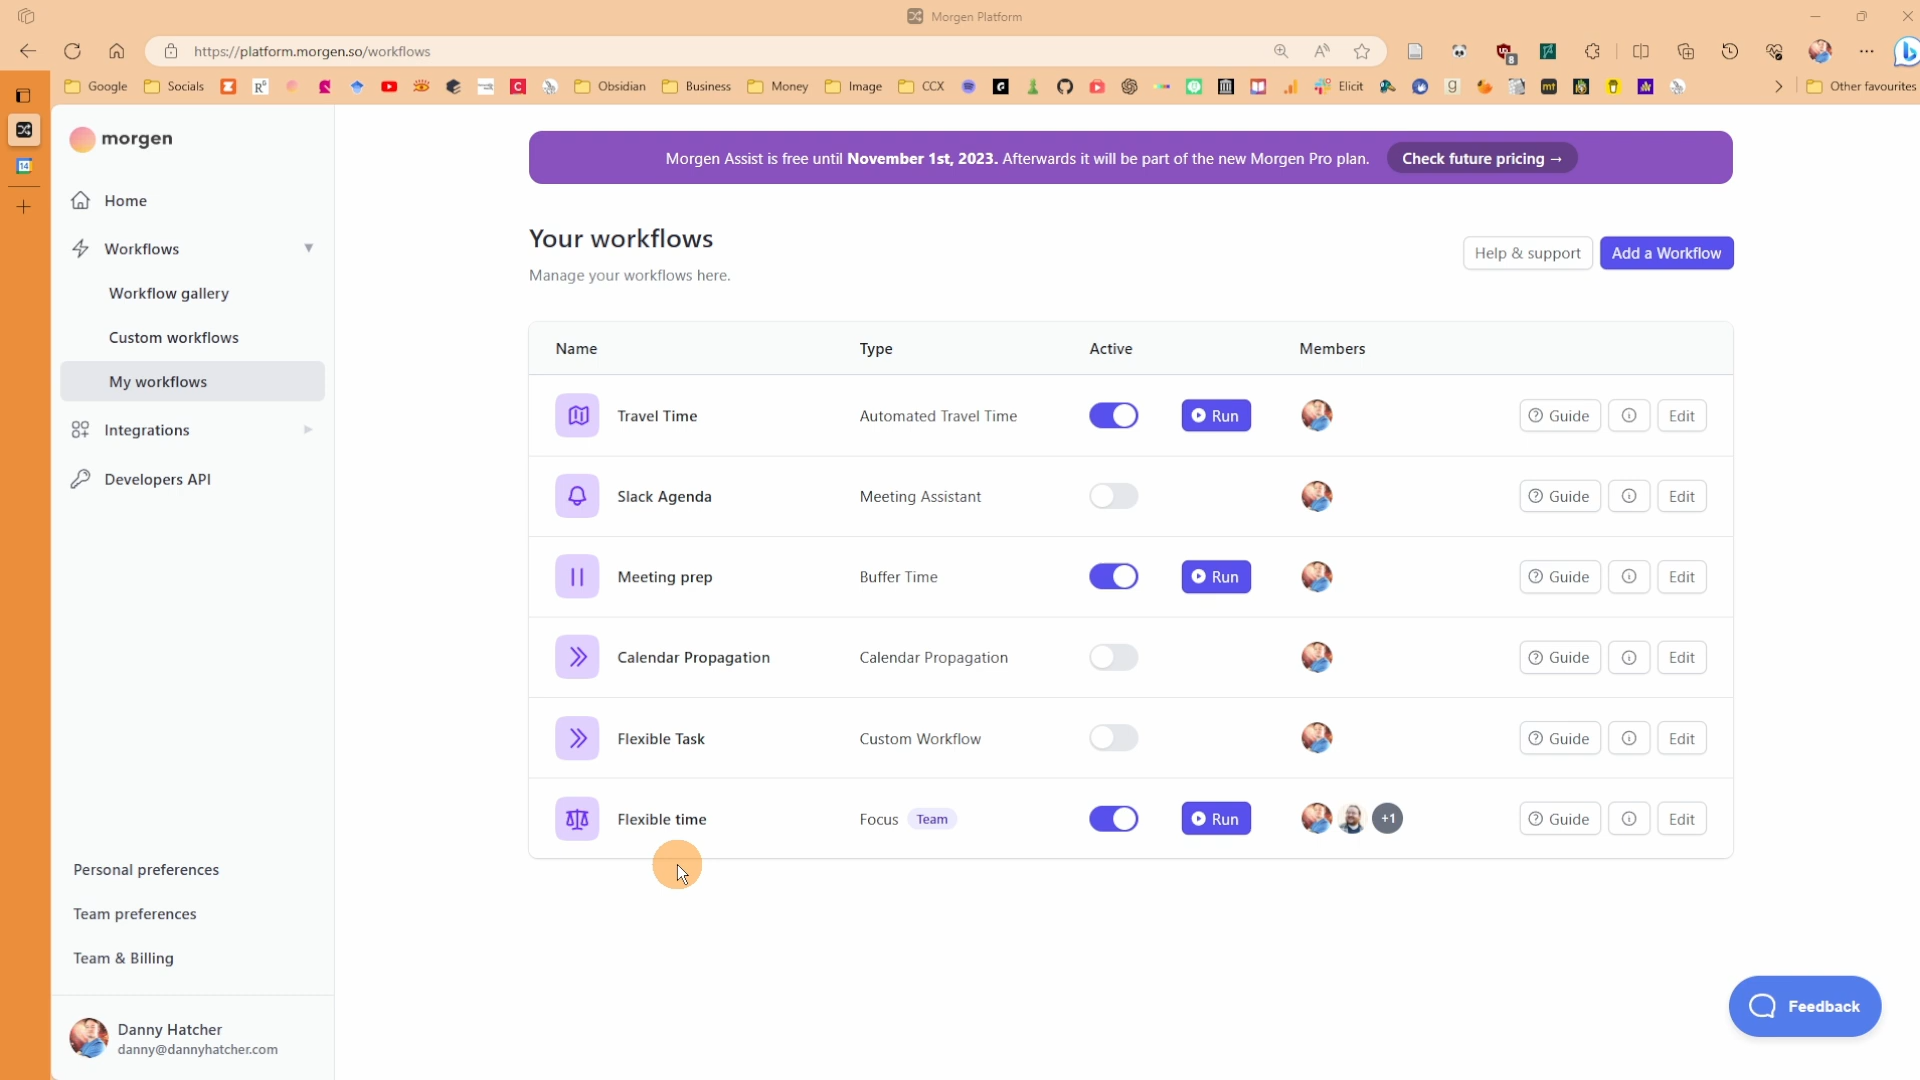 Morgen Platform
https://platform.morgen.so/workflows
Google Socials Obsidian Business Money Image CCX Elicit Other favourites
morgen
Home
Workflows
Workflow gallery
Custom workflows
My workflows
Integrations
Developers API
Personal preferences
Team preferences
Team & Billing
Danny Hatcher
danny@dannyhatcher.com
Morgen Assist is free until November 1st, 2023. Afterwards it will be part of the new Morgen Pro plan. Check future pricing →
Your workflows
Manage your workflows here.
Help & support Add a Workflow
Name Type Active Members
Travel Time Automated Travel Time Run Guide Edit
Slack Agenda Meeting Assistant Guide Edit
Meeting prep Buffer Time Run Guide Edit
Calendar Propagation Calendar Propagation Guide Edit
Flexible Task Custom Workflow Guide Edit
Flexible time Focus Team Run +1 Guide Edit
Feedback